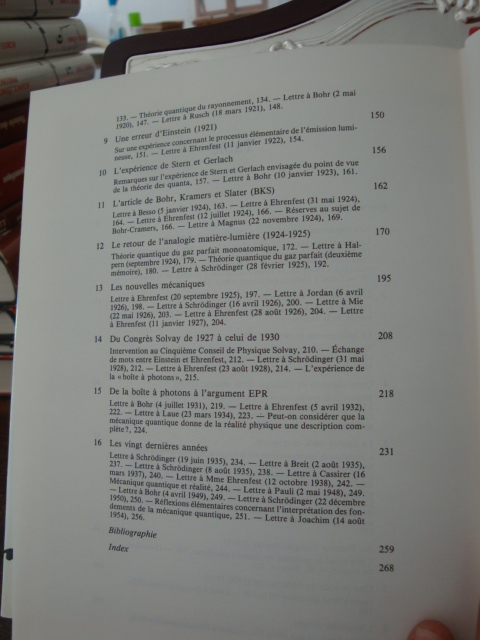 133. — Théorie quantique du rayonnement, 134. — Lettre à Bohr (2 mai
1920), 147. — Lettre à Rusch (18 mars 1921), 148.
9 Une erreur d'Einstein (1921) 150
Sur une expérience concernant le processus élémentaire de l'émission lumi-
neuse, 151. — Lettre à Ehrenfest (11 janvier 1922), 154.
10 L'expérience de Stern et Gerlach 156
Remarques sur l'expérience de Stern et Gerlach envisagée du point de vue
de la théorie des quanta, 157. — Lettre à Bohr (10 janvier 1923), 161.
11 L'article de Bohr, Kramers et Slater (BKS) 162
Lettre à Besso (5 janvier 1924), 163. — Lettre à Ehrenfest (31 mai 1924),
164. — Lettre à Ehrenfest (12 juillet 1924), 166. — Réserves au sujet de
Bohr-Cramers, 166. — Lettre à Magnus (22 novembre 1924), 169.
12 Le retour de l'analogie matière-lumière (1924-1925) 170
Théorie quantique du gaz parfait monoatomique, 172. — Lettre à Hal-
pern (septembre 1924), 179. — Théorie quantique du gaz parfait (deuxième
mémoire), 180. — Lettre à Schrödinger (28 février 1925), 192.
13 Les nouvelles mécaniques 195
Lettre à Ehrenfest (20 septembre 1925), 197. — Lettre à Jordan (6 avril
1926), 198. — Lettre à Schrödinger (16 avril 1926), 200. — Lettre à Mie
(22 mai 1926), 203. — Lettre à Ehrenfest (28 août 1926), 204. — Lettre
à Ehrenfest (11 janvier 1927), 204.
14 Du Congrès Solvay de 1927 à celui de 1930 208
Intervention au Cinquième Conseil de Physique Solvay, 210. — Échange
de mots entre Einstein et Ehrenfest, 212. — Lettre à Schrödinger (31 mai
1928), 212. — Lettre à Ehrenfest (23 août 1928), 214. — L'expérience de
la « boîte à photons », 215.
15 De la boîte à photons à l'argument EPR 218
Lettre à Bohr (4 juillet 1931), 219. — Lettre à Ehrenfest (5 avril 1932),
222. — Lettre à Laue (23 mars 1934), 223. — Peut-on considérer que la
mécanique quantique donne de la réalité physique une description com-
plète?, 224.
16 Les vingt dernières années 231
Lettre à Schrödinger (19 juin 1935), 234. — Lettre à Breit (2 août 1935),
237. — Lettre à Schrödinger (8 août 1935), 238. — Lettre à Cassirer (16
mars 1937), 240. — Lettre à Mme Ehrenfest (12 octobre 1938), 242. —
Mécanique quantique et réalité, 244. — Lettre à Pauli (2 mai 1948), 249.
— Lettre à Bohr (4 avril 1949), 249. — Lettre à Schrödinger (22 décembre
1950), 250. — Réflexions élémentaires concernant l'interprétation des fon-
dements de la mécanique quantique, 251. — Lettre à Joachim (14 août
1954), 256.
Bibliographie 259
Index 268